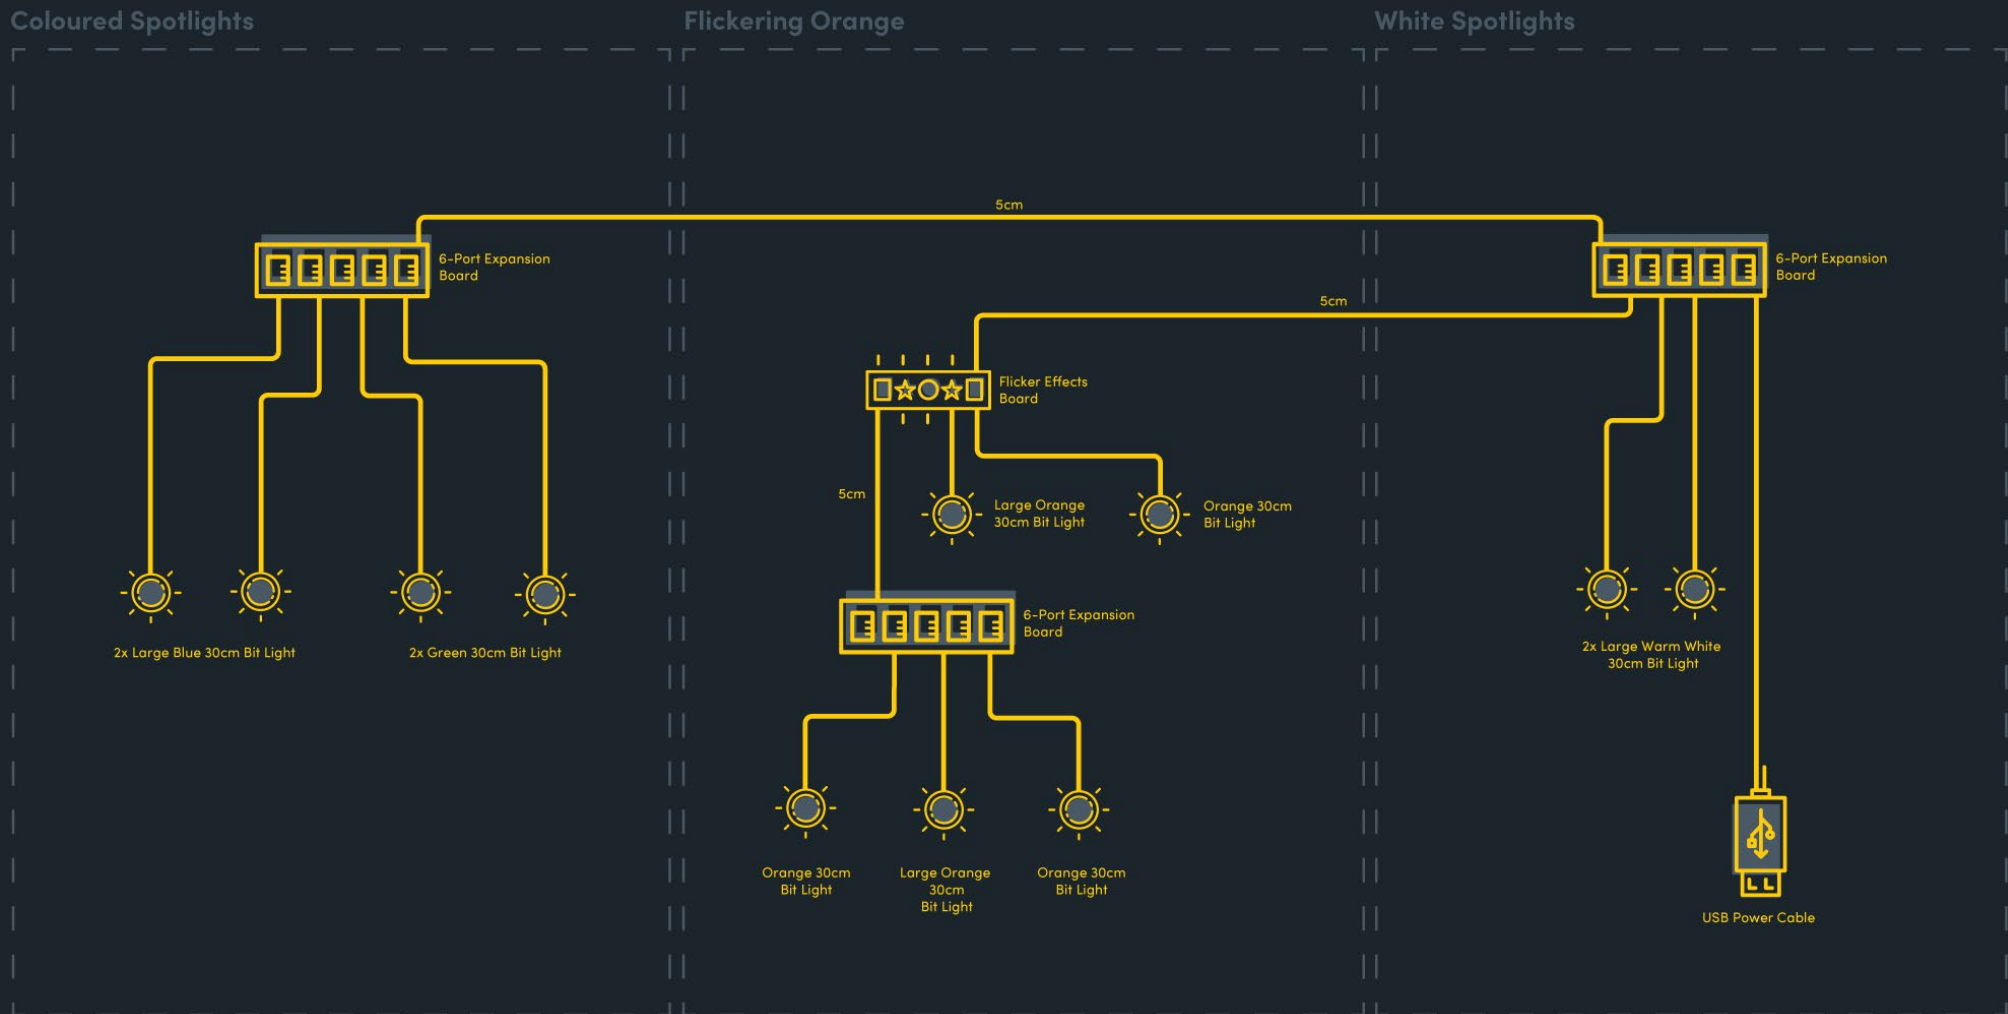 Coloured Spotlights
Flickering Orange
White Spotlights
5cm
6-Port Expansion
Board
6-Port Expansion
Board
5cm
Flicker Effects
Board
5cm
Large Orange
30cm Bit Light
Orange 30cm
Bit Light
6-Port Expansion
Board
2x Large Blue 30cm Bit Light
2x Green 30cm Bit Light
2x Large Warm White
30cm Bit Light
Orange 30cm
Bit Light
Large Orange
30cm
Bit Light
Orange 30cm
Bit Light
USB Power Cable